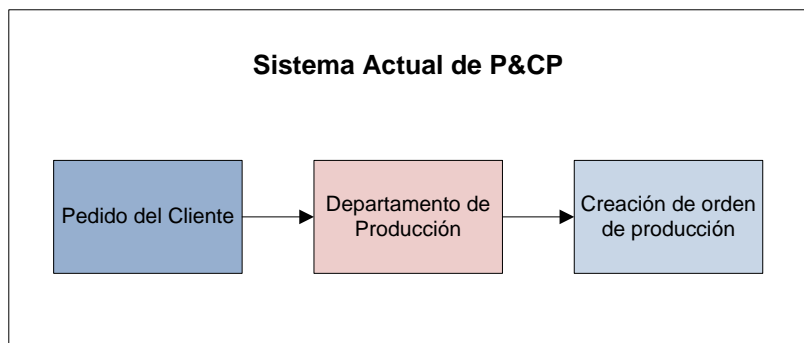 Sistema Actual de P&CP
Pedido del Cliente
Departamento de
Producción
Creación de orden
de producción